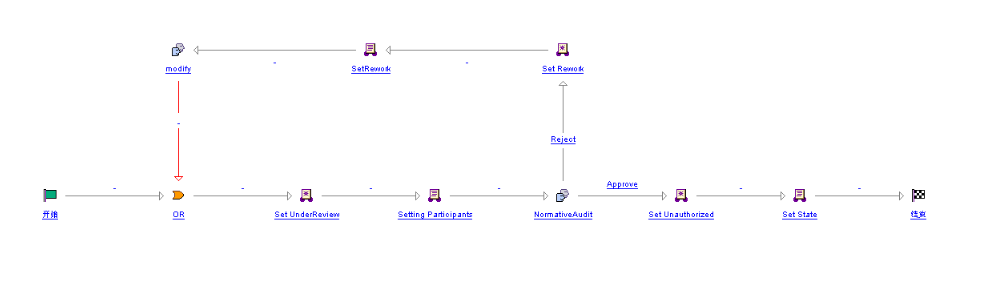 modify
SetRework
Set Rework
Reject
Approve
开始
OR
Set UnderReview
Setting Participants
NormativeAudit
Set Unauthorized
Set State
结束